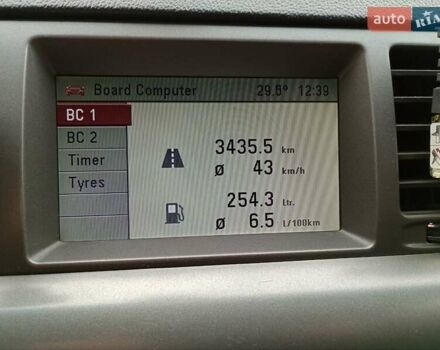 auto RIA
Board Computer 29.5° 12:39
BC 1
BC 2
Timer
Tyres
3435.5 km
Ø 43 km/h
254.3 Ltr.
Ø 6.5 L/100km